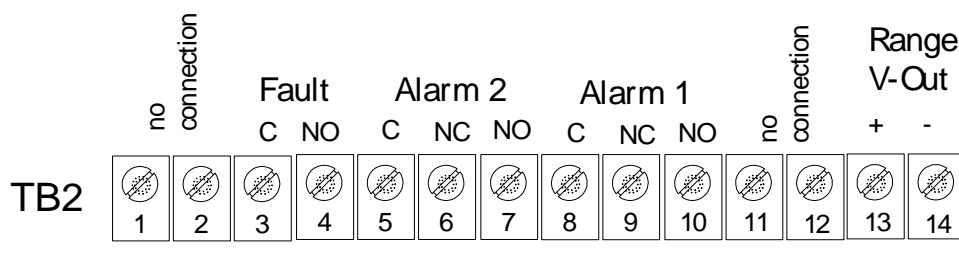 no connection
Fault
Alarm 2
Alarm 1
no connection
Range
V-Out
C NO C NC NO C NC NO + -
TB2
1 2 3 4 5 6 7 8 9 10 11 12 13 14